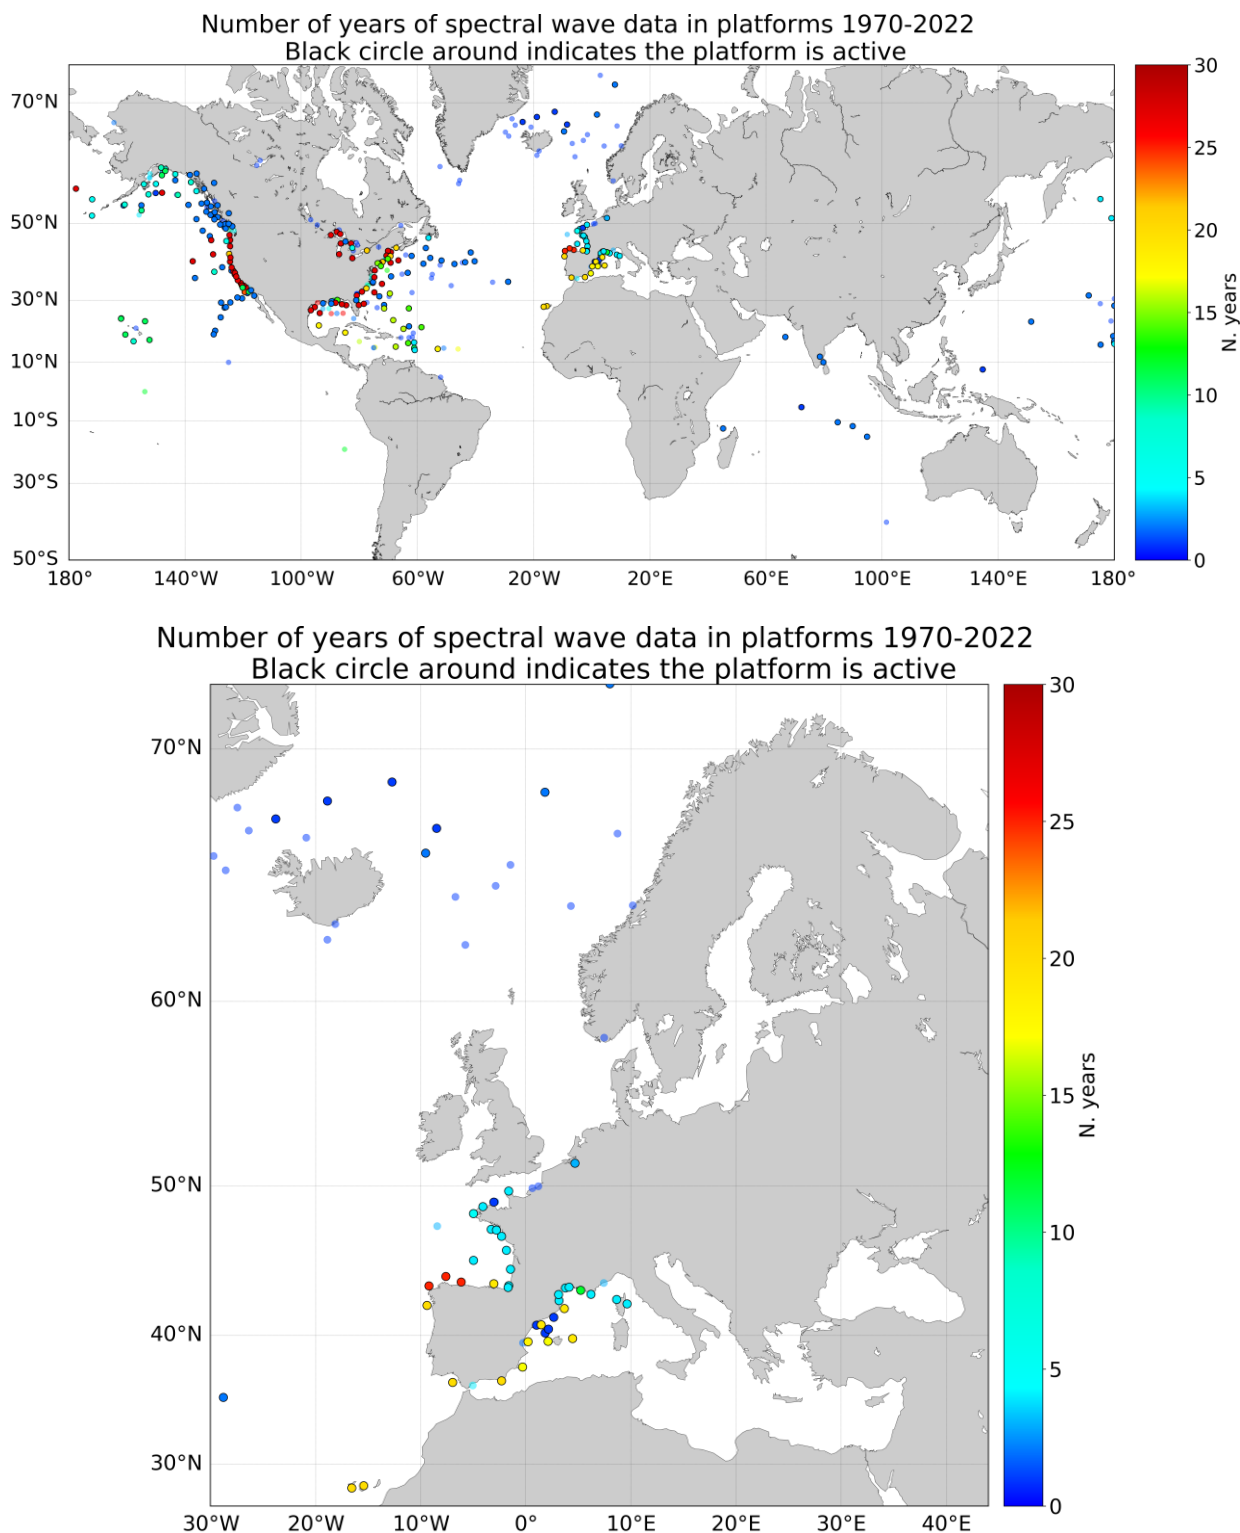 Number of years of spectral wave data in platforms 1970-2022
Black circle around indicates the platform is active
70°N
50°N
30°N
10°N
10°S
30°S
50°S
180°
140°W
100°W
60°W
20°W
20°E
60°E
100°E
140°E
180°
30
25
20
15
10
5
0
N. years
Number of years of spectral wave data in platforms 1970-2022
Black circle around indicates the platform is active
70°N
60°N
50°N
40°N
30°N
30°W
20°W
10°W
0°
10°E
20°E
30°E
40°E
30
25
20
15
10
5
0
N. years